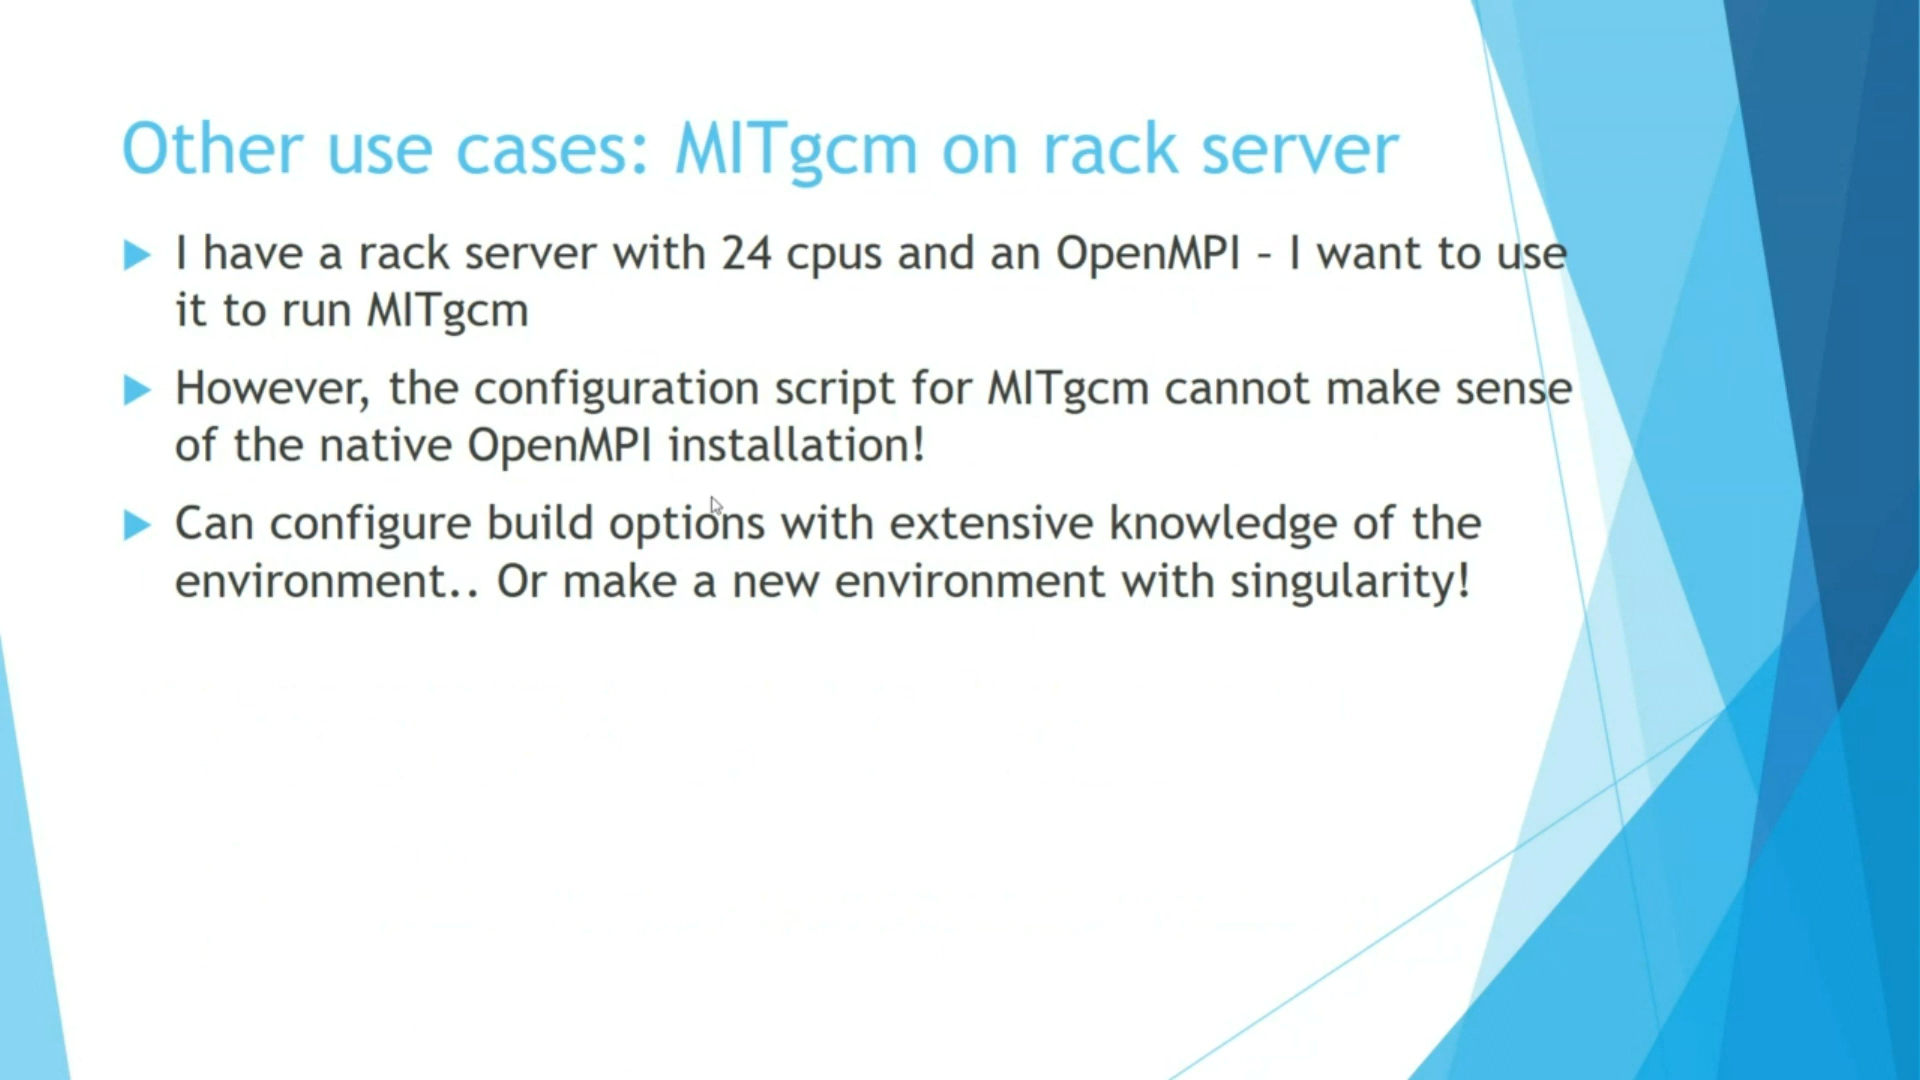 Other use cases: MITgcm on rack server
I have a rack server with 24 cpus and an OpenMPI – I want to use
it to run MITgcm
However, the configuration script for MITgcm cannot make sense
of the native OpenMPI installation!
Can configure build options with extensive knowledge of the
environment.. Or make a new environment with singularity!